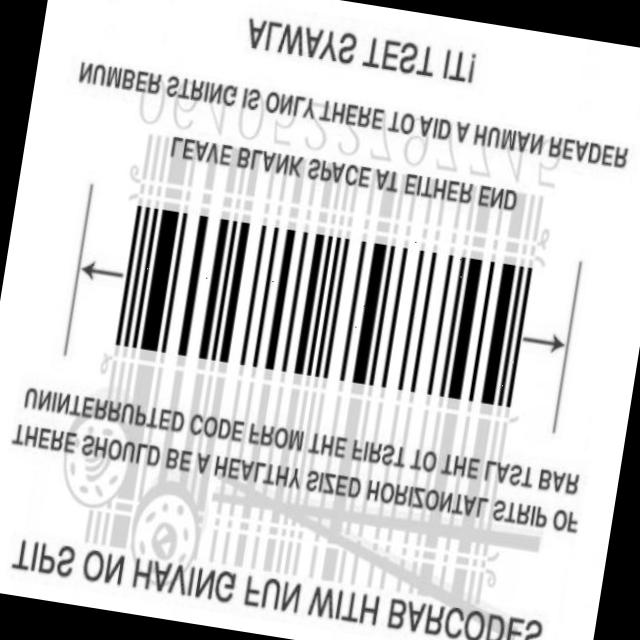 TIPS ON HAVING FUN WITH BARCODES
THERE SHOULD BE A HEALTHY SIZED HORIZONTAL STRIP OF
UNINTERRUPTED CODE FROM THE FIRST TO THE LAST BAR
LEAVE BLANK SPACE AT EITHER END
NUMBER STRING IS ONLY THERE TO AID A HUMAN READER
ALWAYS TEST IT!